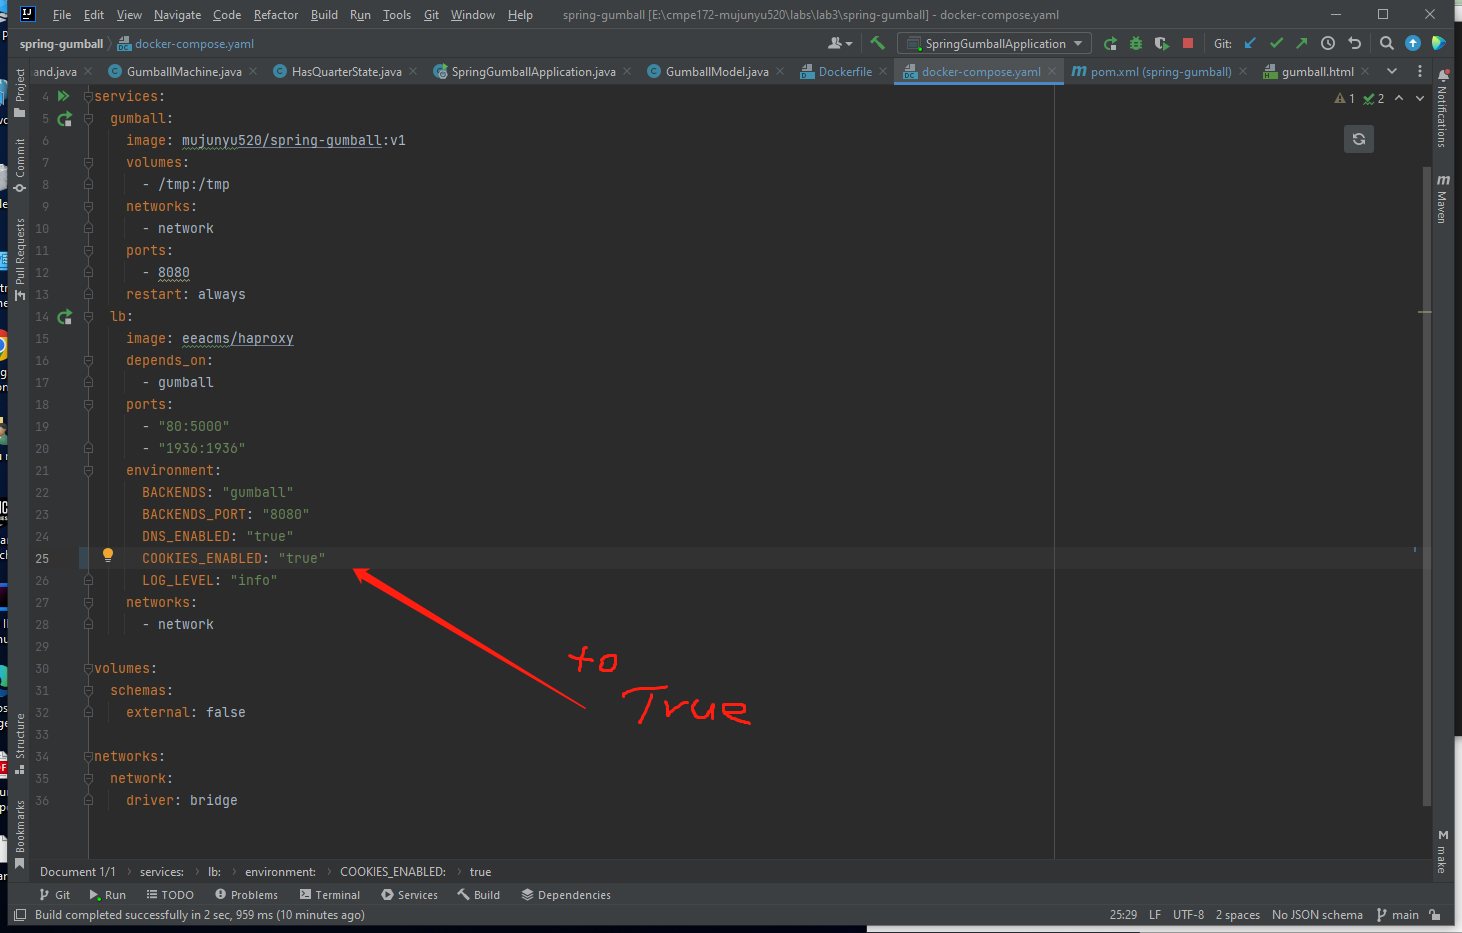 File Edit View Navigate Code Refactor Build Run Tools Git Window Help spring-gumball [E:\cmpe172-mujunyu520\labs\lab3\spring-gumball] - docker-compose.yaml
spring-gumball docker-compose.yaml SpringGumballApplication Git:
and.java GumballMachine.java HasQuarterState.java SpringGumballApplication.java GumballModel.java Dockerfile docker-compose.yaml pom.xml (spring-gumball) gumball.html
1 2
4 services:
5 gumball:
6 image: mujunyu520/spring-gumball:v1
7 volumes:
8 - /tmp:/tmp
9 networks:
10 - network
11 ports:
12 - 8080
13 restart: always
14 lb:
15 image: eeacms/haproxy
16 depends_on:
17 - gumball
18 ports:
19 - "80:5000"
20 - "1936:1936"
21 environment:
22 BACKENDS: "gumball"
23 BACKENDS_PORT: "8080"
24 DNS_ENABLED: "true"
25 COOKIES_ENABLED: "true"
26 LOG_LEVEL: "info"
27 networks:
28 - network
29
30 volumes:
31 schemas:
32 external: false
33
34 networks:
35 network:
36 driver: bridge
to
True
Project
Commit
Pull Requests
Structure
Bookmarks
Notifications
Maven
make
Document 1/1 services: lb: environment: COOKIES_ENABLED: true
Git Run TODO Problems Terminal Services Build Dependencies
Build completed successfully in 2 sec, 959 ms (10 minutes ago) 25:29 LF UTF-8 2 spaces No JSON schema main